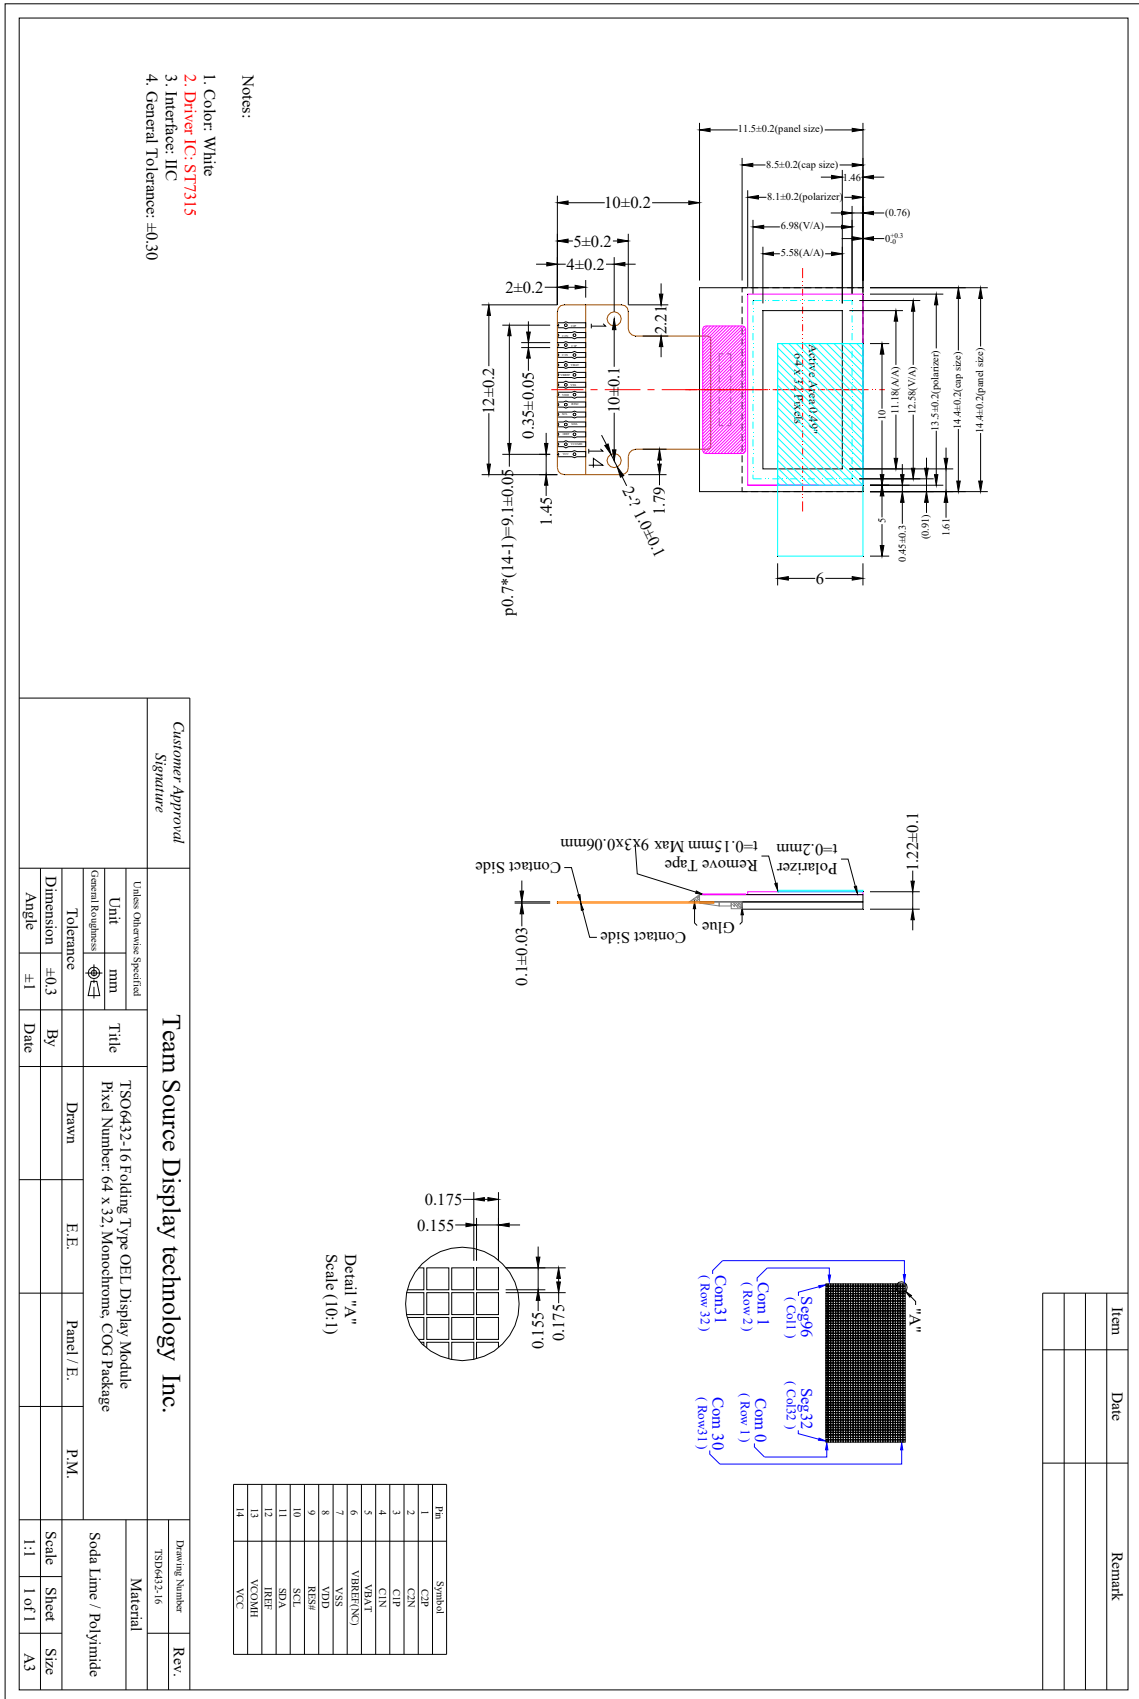 Notes:
1. Color: White
2. Driver IC: ST7315
3. Interface: IIC
4. General Tolerance: ±0.30
11.5±0.2(panel size)
8.5±0.2(cap size)
1.46
8.1±0.2(polarizer)
(0.76)
6.98(V/A)
0+0.3 -0
5.58(A/A)
10±0.2
5±0.2
4±0.2
2±0.2
2.21
12±0.2
0.35±0.05
10±0.1
1
14
p0.7*(14-1)=9.1±0.05
1.45
1.79
2-? 1.0±0.1
Active Area 0.49"
64 x 32 Pixels
10
11.18(A/A)
12.58(V/A)
13.5±0.2(polarizer)
14.4±0.2(cap size)
14.4±0.2(panel size)
5
0.45±0.3
(0.91)
1.61
6
1.22±0.1
Polarizer
t=0.2mm
Remove Tape
t=0.15mm Max
9x3x0.06mm
Contact Side
Glue
Contact Side
0.1±0.03
"A"
Seg96
( Col1 )
Com 1
( Row 2 )
Com31
( Row 32 )
Seg32
( Col32 )
Com 0
( Row 1 )
Com 30
( Row31 )
0.175
0.155
0.175
0.155
Detail "A"
Scale (10:1)
Item
Date
Remark
Pin
Symbol
1 C2P
2 C2N
3 C1P
4 C1N
5 VBAT
6 VBREF(NC)
7 VSS
8 VDD
9 RES#
10 SCL
11 SDA
12 IREF
13 VCOMH
14 VCC
Customer Approval
Signature
Team Source Display technology Inc.
Drawing Number
TSD6432-16
Rev.
Unless Otherwise Specified
Unit
mm
General Roughness
Title
TSO6432-16 Folding Type OEL Display Module
Pixel Number: 64 x 32, Monochrome, COG Package
Material
Soda Lime / Polyimide
Tolerance
Dimension
±0.3
Angle
±1
By
Date
Drawn
E.E.
Panel / E.
P.M.
Scale
1:1
Sheet
1 of 1
Size
A3